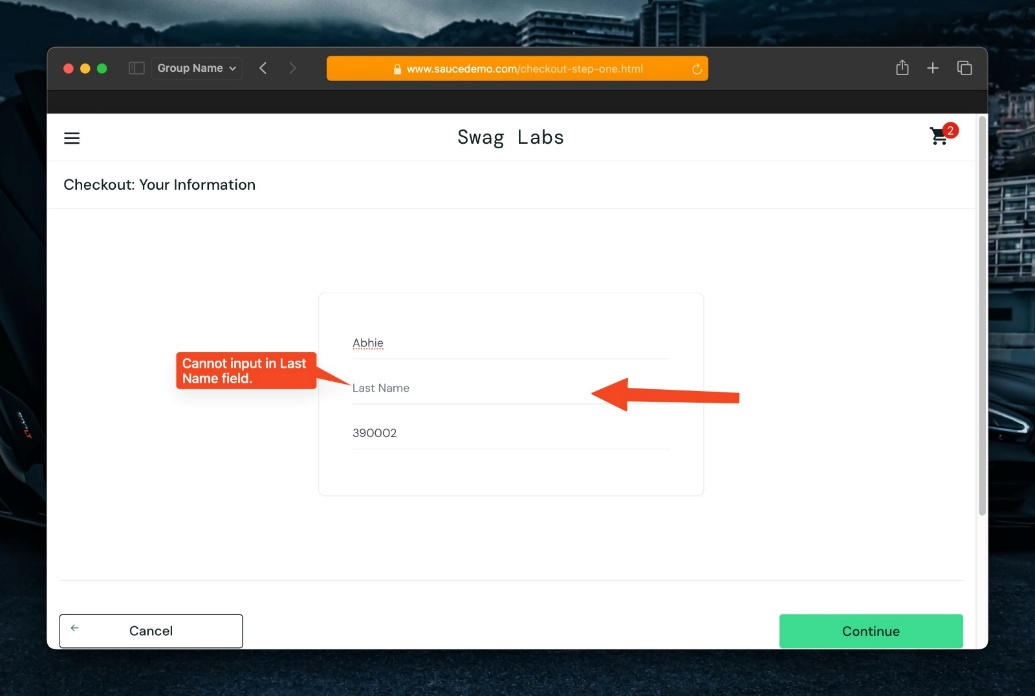 Group Name
www.saucedemo.com/checkout-step-one.html
Swag Labs
2
Checkout: Your Information
Abhie
Cannot input in Last
Name field.
Last Name
390002
Cancel
Continue